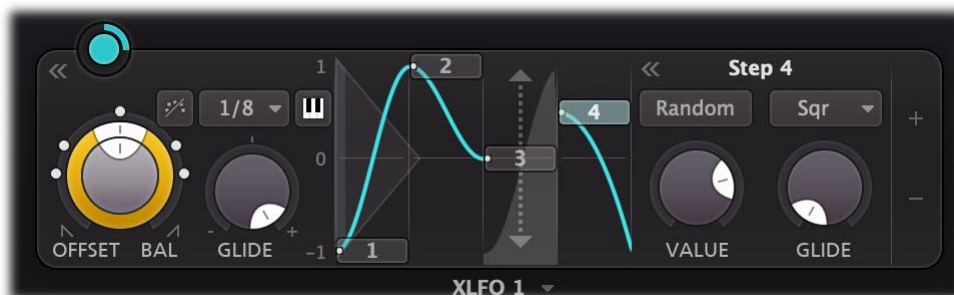 Step 4
1
2
1/8
4
Random
Sqr
0
3
OFFSET BAL
- GLIDE +
-1
1
VALUE
GLIDE
XLFO 1